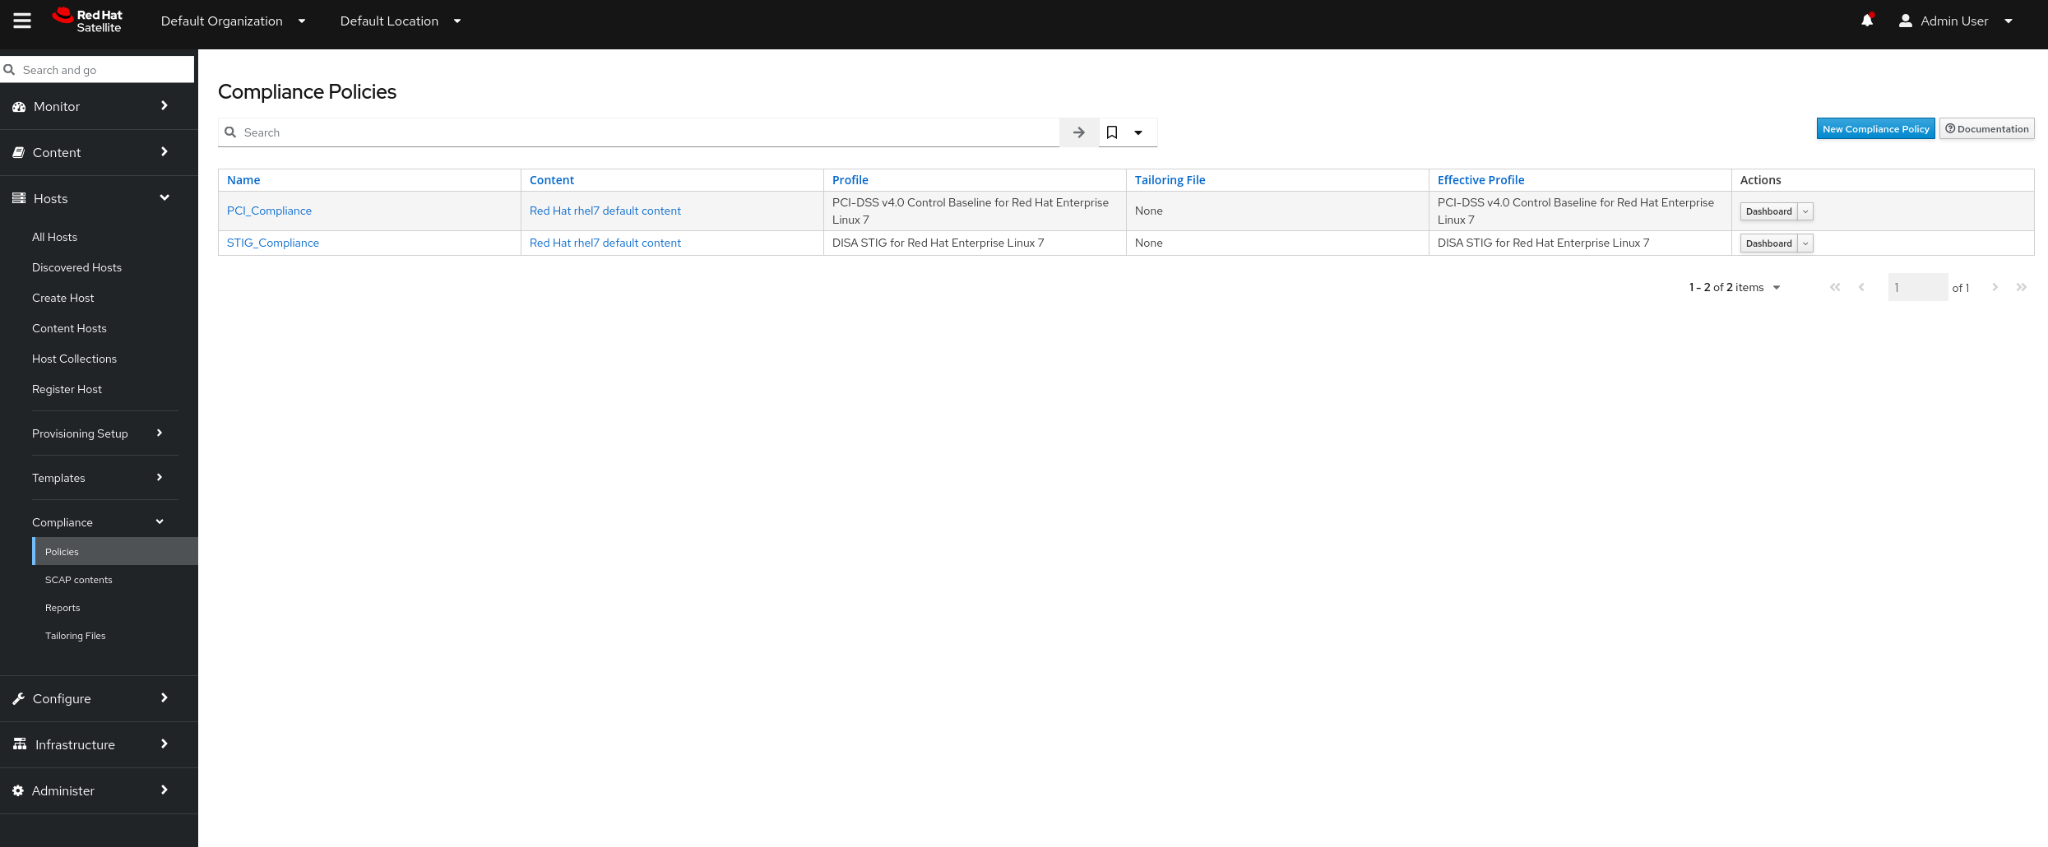 Red Hat
Satellite
Default Organization
Default Location
Admin User
Search and go
Monitor
Content
Hosts
All Hosts
Discovered Hosts
Create Host
Content Hosts
Host Collections
Register Host
Provisioning Setup
Templates
Compliance
Policies
SCAP contents
Reports
Tailoring Files
Configure
Infrastructure
Administer
Compliance Policies
Search
New Compliance Policy
Documentation
Name Content Profile Tailoring File Effective Profile Actions
PCI_Compliance Red Hat rhel7 default content PCI-DSS v4.0 Control Baseline for Red Hat Enterprise None PCI-DSS v4.0 Control Baseline for Red Hat Enterprise Dashboard
Linux 7 Linux 7
STIG_Compliance Red Hat rhel7 default content DISA STIG for Red Hat Enterprise Linux 7 None DISA STIG for Red Hat Enterprise Linux 7 Dashboard
1 - 2 of 2 items 1 of 1